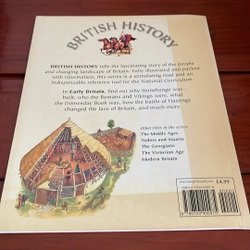 BRITISH HISTORY
BRITISH HISTORY tells the fascinating story of the people
and changing landscape of Britain. Fully illustrated and packed
with information, this series is a stimulating read and an
indispensable reference tool for the National Curriculum.
In Early Britain, find out why Stonehenge was
built, who the Romans and Vikings were, what
the Domesday Book was, how the battle of Hastings
changed the face of Britain, and much more.
Other titles in the series:
The Middle Ages
Tudors and Stuarts
The Georgians
The Victorian Age
Modern Britain
£4.99